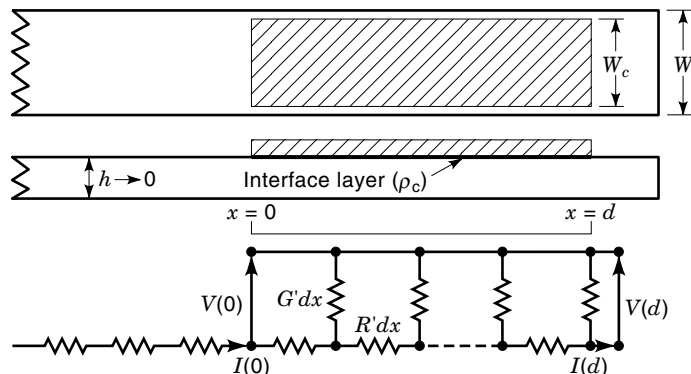 W_c
W
h → 0
Interface layer (ρ_c)
x = 0
x = d
V(0)
G'dx
R'dx
V(d)
I(0)
I(d)